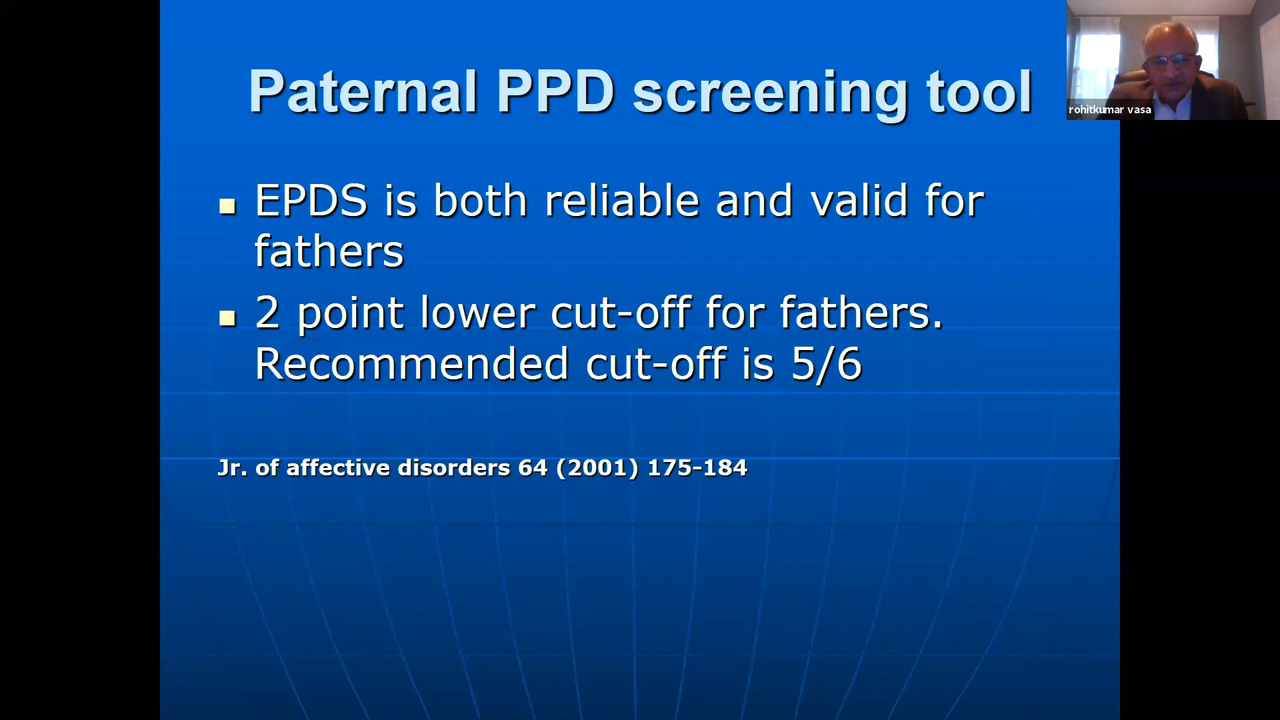 Paternal PPD screening tool
rohitkumar vasa
EPDS is both reliable and valid for
fathers
2 point lower cut-off for fathers.
Recommended cut-off is 5/6
Jr. of affective disorders 64 (2001) 175-184